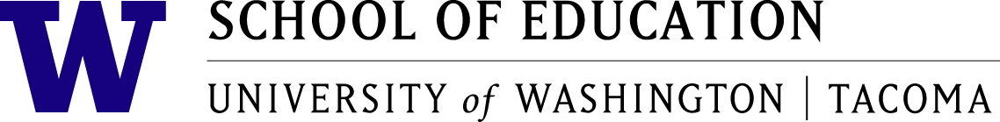 W
SCHOOL OF EDUCATION
UNIVERSITY of WASHINGTON | TACOMA